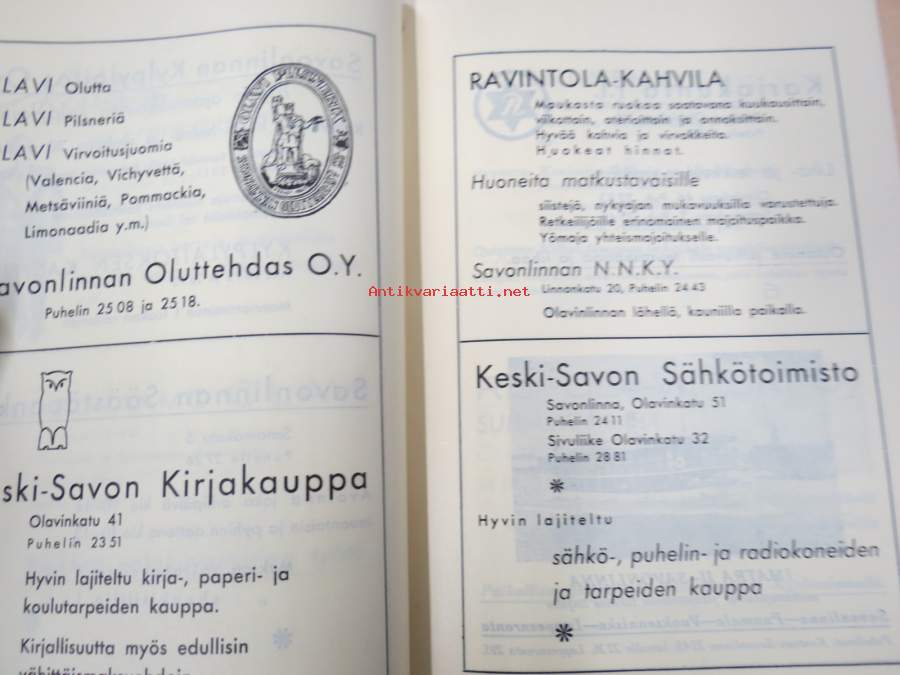 LAVI Olutta
LAVI Pilsneriä
LAVI Virvoitusjuomia
(Valencia, Vichyvettä,
Metsäviiniä, Pommackia,
Limonaadia y.m.)
avonlinnan Oluttehdas O.Y.
Puhelin 25 08 ja 25 18.
ski-Savon Kirjakauppa
Olavinkatu 41
Puhelin 23 51
Hyvin lajiteltu kirja-, paperi- ja
koulutarpeiden kauppa.
Kirjallisuutta myös edullisin
RAVINTOLA-KAHVILA
Maukasta ruokaa saatavana kuukausittain,
viikottain, aterioittain ja annoksittain.
Hyvää kahvia ja virvokkeita.
Huokeat hinnat.
Huoneita matkustavaisille
siistejä, nykyajan mukavuuksilla varustettuja.
Retkeilijöille erinomainen majoituspaikka.
Yömaja yhteismajoitukselle.
Savonlinnan N.N.K.Y.
Linnankatu 20, Puhelin 24 43
Olavinlinnan lähellä, kauniilla paikalla.
Antikvariaatti.net
Keski-Savon Sähkötoimisto
Savonlinna, Olavinkatu 51
Puhelin 24 11
Sivuliike Olavinkatu 32
Puhelin 28 81
Hyvin lajiteltu
sähkö-, puhelin- ja radiokoneiden
ja tarpeiden kauppa